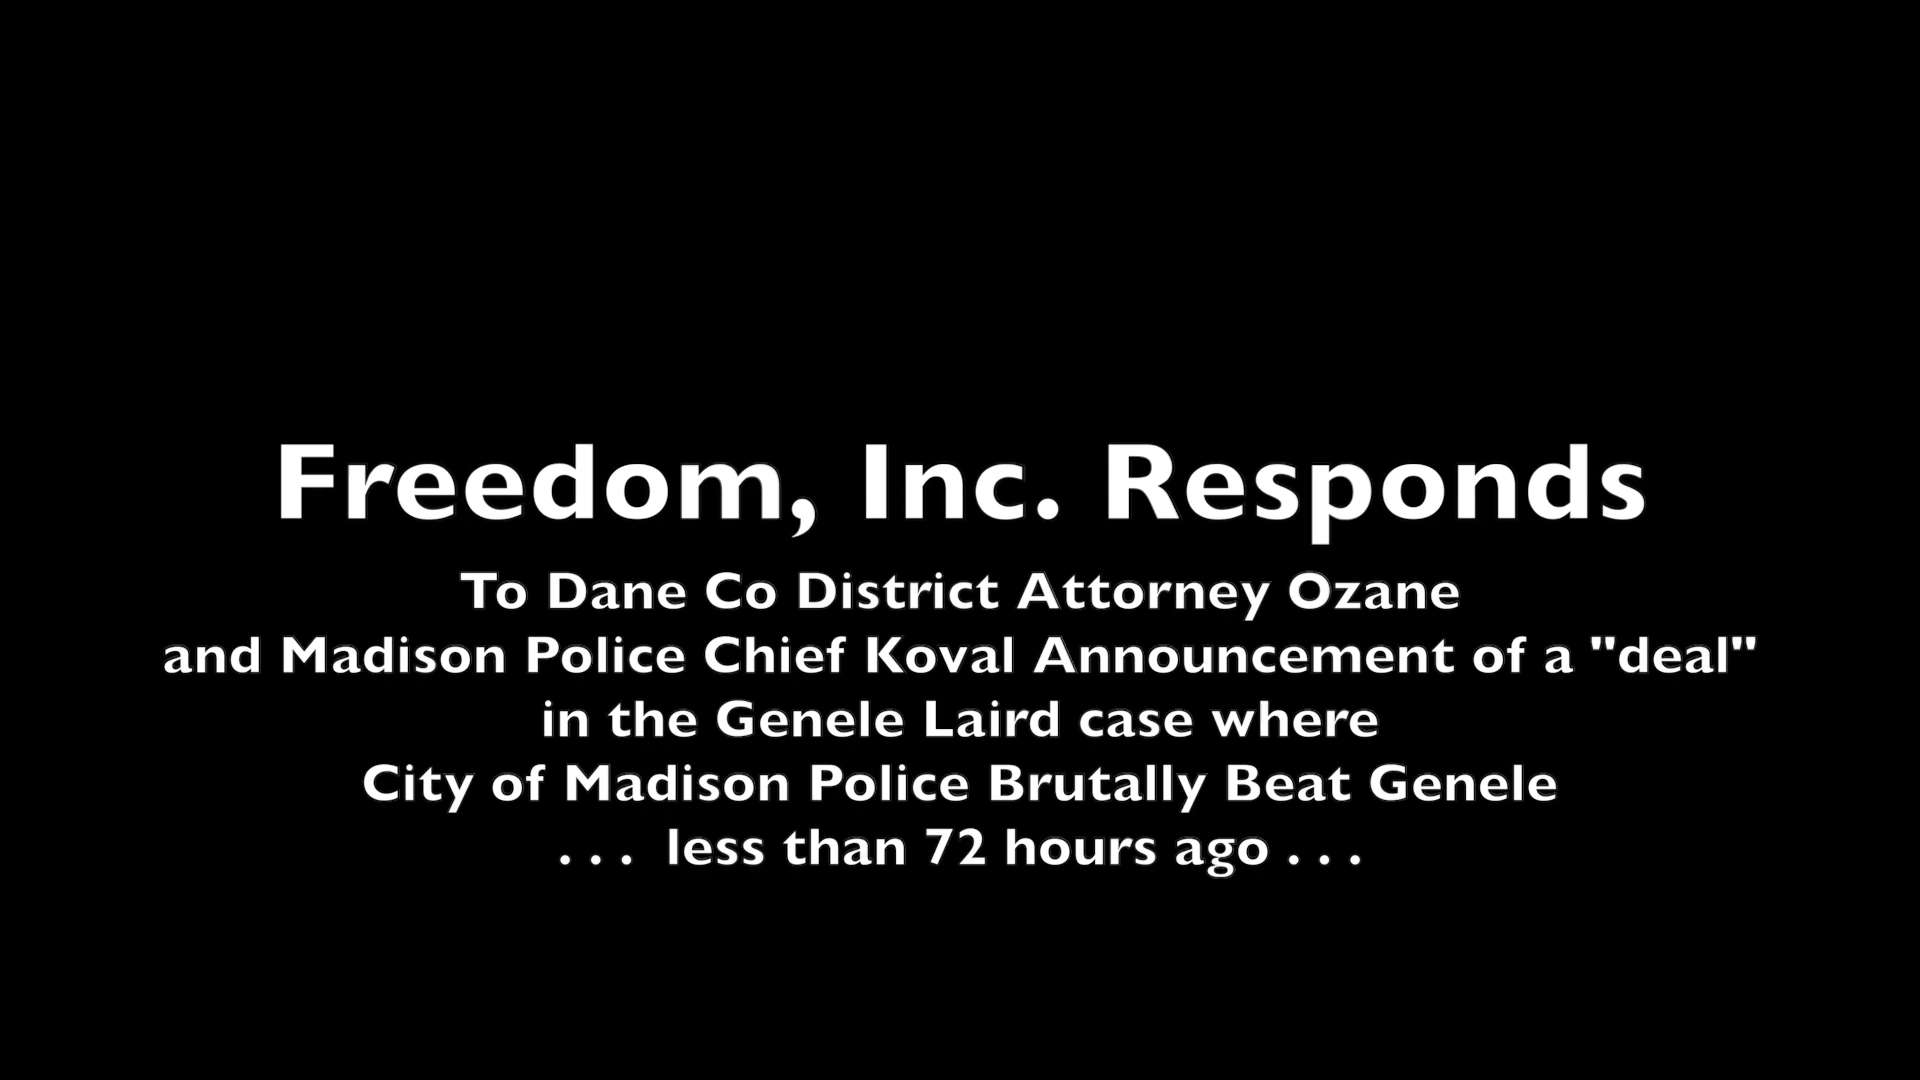 Freedom, Inc. Responds
To Dane Co District Attorney Ozane
and Madison Police Chief Koval Announcement of a "deal"
in the Genele Laird case where
City of Madison Police Brutally Beat Genele
. . .  less than 72 hours ago . . .